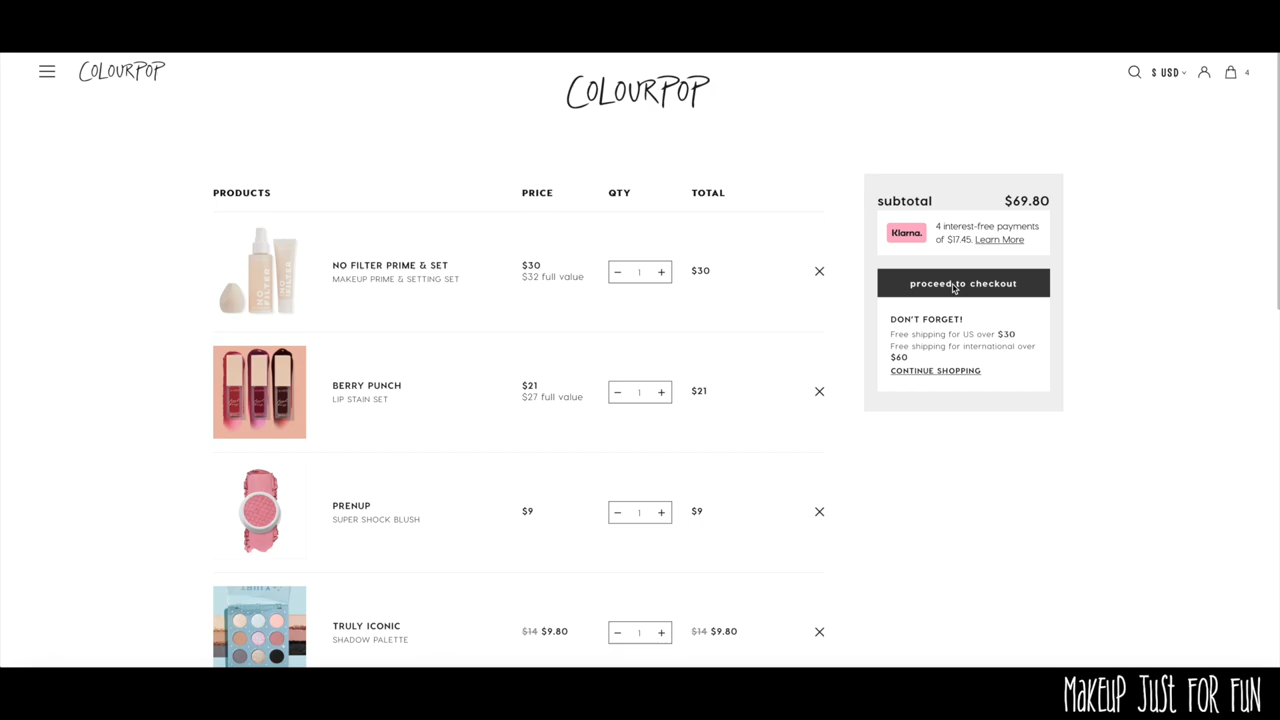 COLOURPOP
COLOURPOP
$ USD
4
PRODUCTS PRICE QTY TOTAL
NO FILTER PRIME & SET
MAKEUP PRIME & SETTING SET
$30
$32 full value
− 1 +
$30
NO FILTER
BERRY PUNCH
LIP STAIN SET
$21
$27 full value
− 1 +
$21
PRENUP
SUPER SHOCK BLUSH
$9
− 1 +
$9
TRULY ICONIC
SHADOW PALETTE
$14 $9.80
− 1 +
$14 $9.80
subtotal $69.80
Klarna.
4 interest-free payments
of $17.45. Learn More
proceed to checkout
DON'T FORGET!
Free shipping for US over $30
Free shipping for international over
$60
CONTINUE SHOPPING
MAKEUP JUST FOR FUN